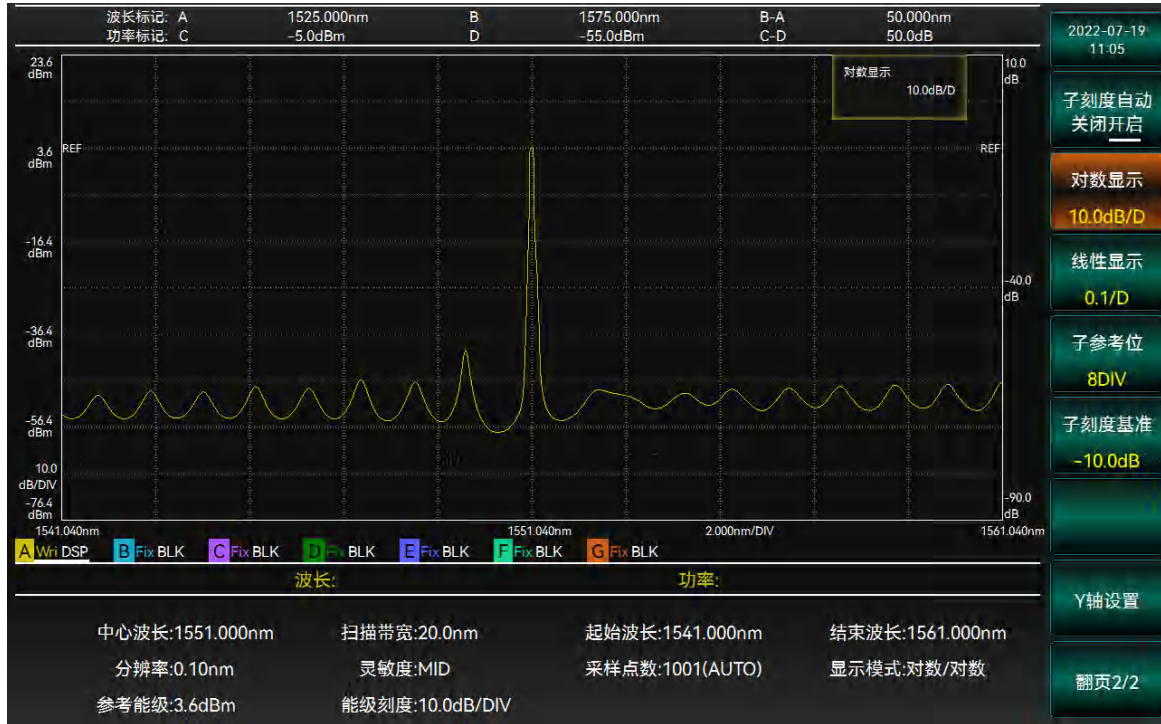 波长标记: A 1525.000nm B 1575.000nm B-A 50.000nm
功率标记: C -5.0dBm D -55.0dBm C-D 50.0dB
2022-07-19
11:05
23.6
dBm
10.0
dB
对数显示
10.0dB/D
子刻度自动
关闭开启
3.6
dBm
REF
REF
对数显示
10.0dB/D
-16.4
dBm
-40.0
dB
线性显示
0.1/D
-36.4
dBm
子参考位
8DIV
-56.4
dBm
子刻度基准
-10.0dB
10.0
dB/DIV
-76.4
dBm
-90.0
dB
1541.040nm 1551.040nm 2.000nm/DIV 1561.040nm
A Wri DSP B Fix BLK C Fix BLK D Fix BLK E Fix BLK F Fix BLK G Fix BLK
波长: 功率:
Y轴设置
中心波长:1551.000nm 扫描带宽:20.0nm 起始波长:1541.000nm 结束波长:1561.000nm
分辨率:0.10nm 灵敏度:MID 采样点数:1001(AUTO) 显示模式:对数/对数
参考能级:3.6dBm 能级刻度:10.0dB/DIV
翻页2/2